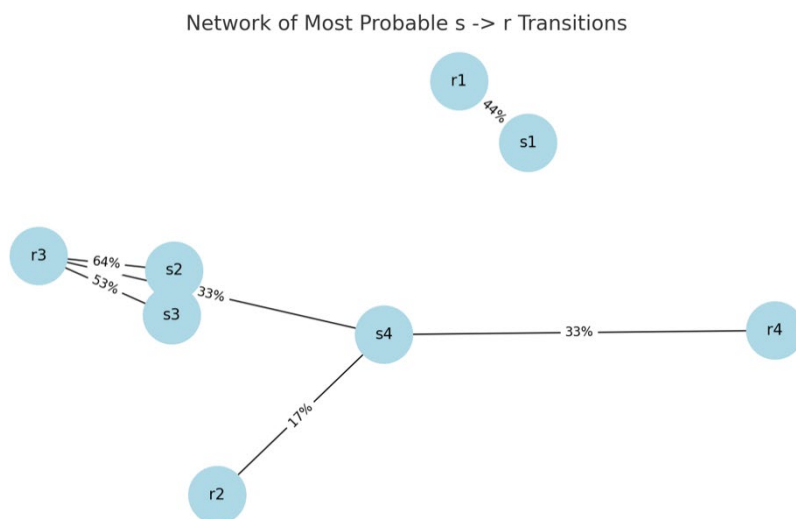 Network of Most Probable s -> r Transitions
r1
44%
s1
r3
64%
s2
53%
33%
s3
s4
33%
r4
17%
r2